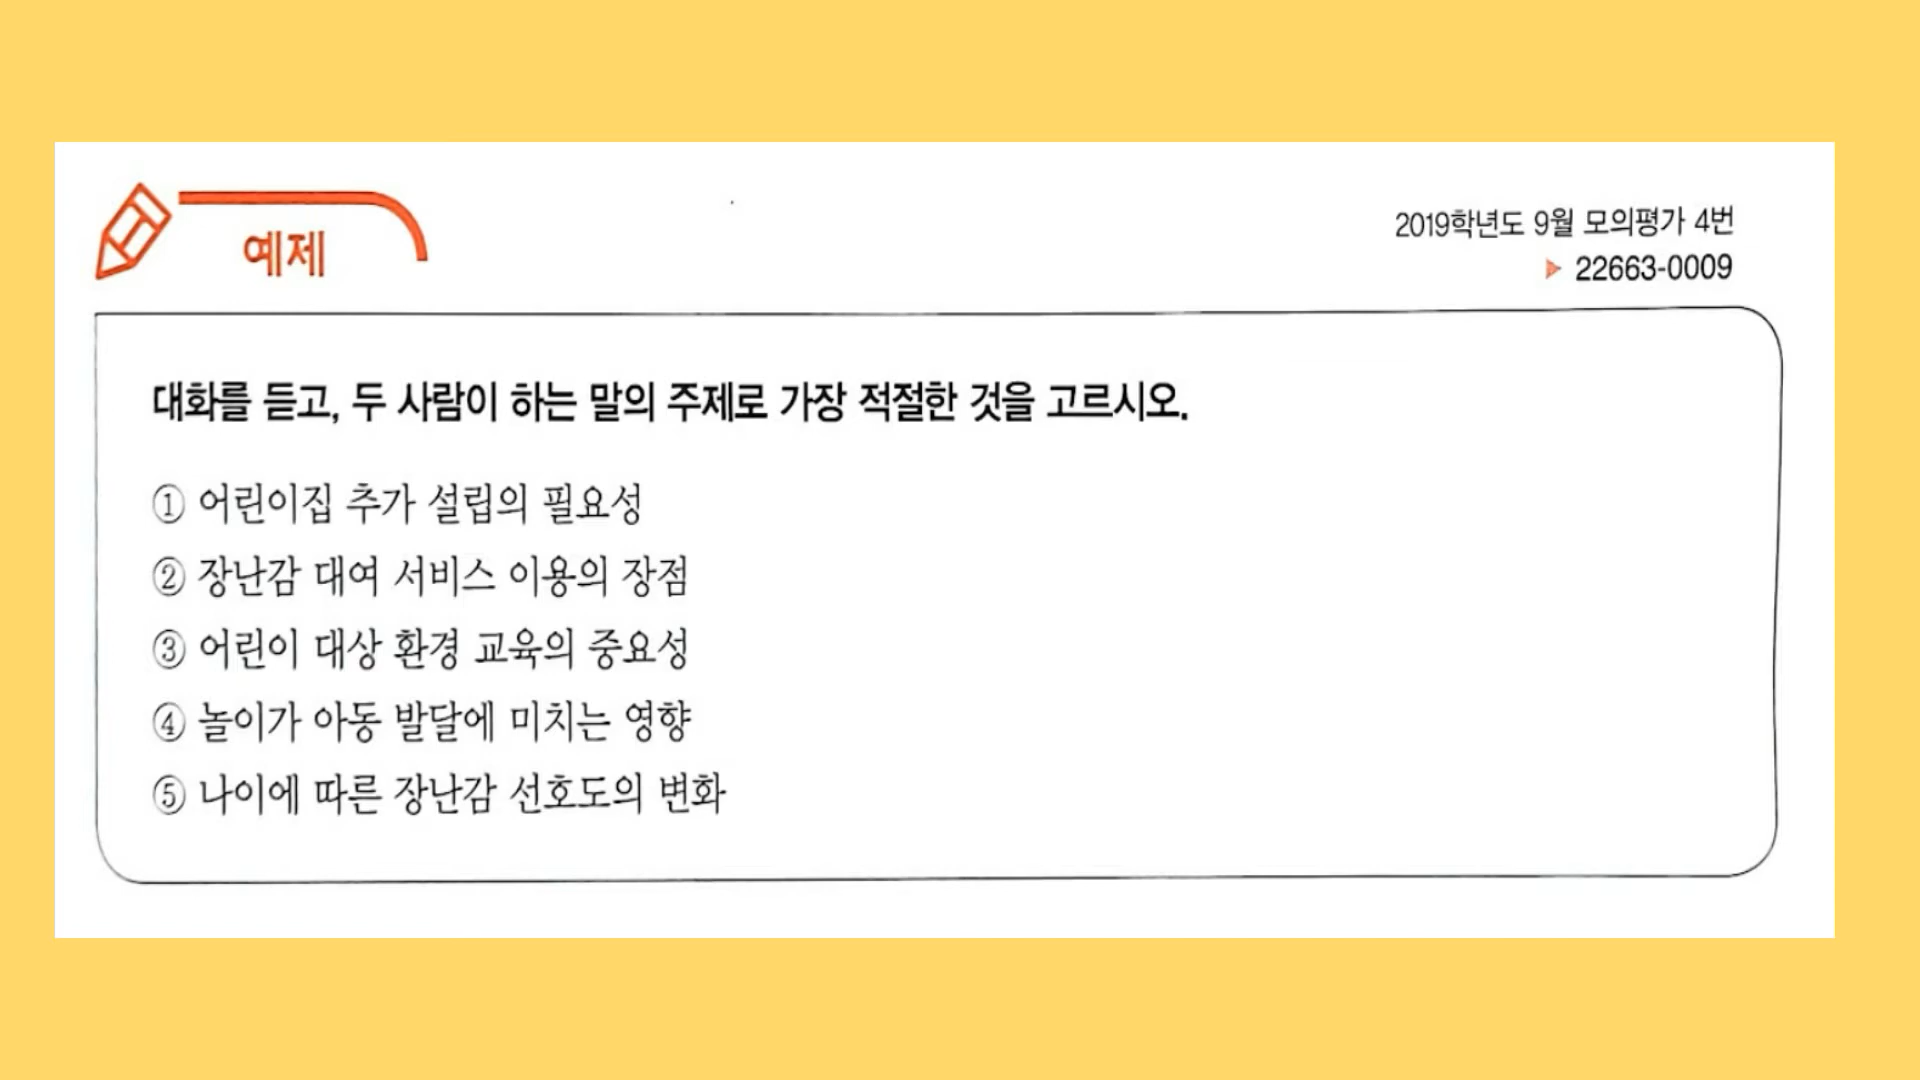 예제
2019학년도 9월 모의평가 4번
▶ 22663-0009
대화를 듣고, 두 사람이 하는 말의 주제로 가장 적절한 것을 고르시오.
① 어린이집 추가 설립의 필요성
② 장난감 대여 서비스 이용의 장점
③ 어린이 대상 환경 교육의 중요성
④ 놀이가 아동 발달에 미치는 영향
⑤ 나이에 따른 장난감 선호도의 변화